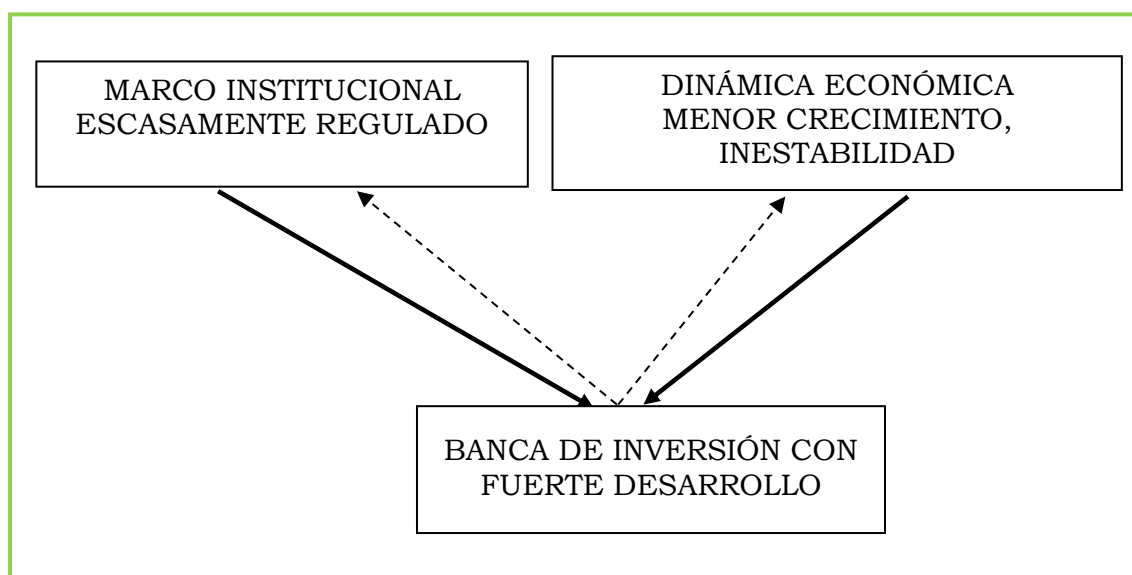 MARCO INSTITUCIONAL
ESCASAMENTE REGULADO
DINÁMICA ECONÓMICA
MENOR CRECIMIENTO,
INESTABILIDAD
BANCA DE INVERSIÓN CON
FUERTE DESARROLLO